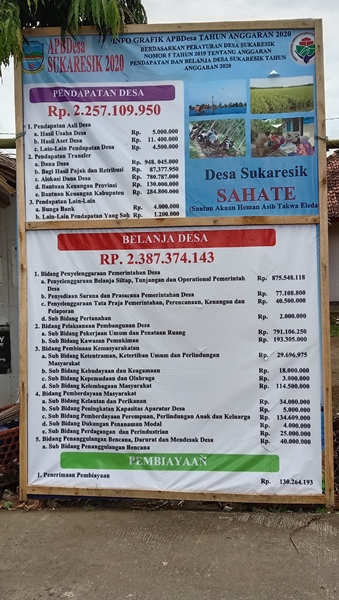 APBDesa
SUKARESIK 2020
INFO GRAFIK APBDesa TAHUN ANGGARAN 2020
BERDASARKAN PERATURAN DESA SUKARESIK
NOMOR 5 TAHUN 2019 TENTANG ANGGARAN
PENDAPATAN DAN BELANJA DESA SUKARESIK TAHUN
ANGGARAN 2020
PENDAPATAN DESA
Rp. 2.257.109.950
1. Pendapatan Asli Desa
a. Hasil Usaha Desa Rp. 5.000.000
b. Hasil Aset Desa Rp. 11.400.000
c. Lain-Lain Pendapatan Desa Rp. 4.500.000
2. Pendapatan Transfer
a. Dana Desa Rp. 948.045.000
b. Bagi Hasil Pajak dan Retribusi Rp. 87.377.950
c. Alokasi Dana Desa Rp. 780.787.000
d. Bantuan Keuangan Provinsi Rp. 130.000.000
e. Bantuan Keuangan Kabupaten Rp. 284.800.000
3. Pendapatan Lain-Lain
a. Bunga Bank Rp. 4.000.000
b. Lain-Lain Pendapatan Yang Sah Rp. 1.200.000
Desa Sukaresik
SAHATE
(Santun Akuan Heman Asih Takwa Eleda
BELANJA DESA
RP. 2.387.374.143
1. Bidang Penyelenggaraan Pemerintahan Desa
a. Penyelenggaraan Belanja Siltap, Tunjangan dan Operational Pemerintah Rp. 875.548.118
Desa
b. Penyediaan Sarana dan Prasarana Pemerintahan Desa Rp. 77.108.800
c. Penyelenggaraan Tata Praja Pemerintahan, Perencanaan, Keuangan dan Rp. 40.500.000
Pelaporan
d. Sub Bidang Pertanahan Rp. 2.000.000
2. Bidang Pelaksanaan Pembangunan Desa
a. Sub Bidang Pekerjaan Umum dan Penataan Ruang Rp. 791.106.250
b. Sub Bidang Kawasan Pemukiman Rp. 193.305.000
3. Bidang Pembinaan Kemasyarakatan
a. Sub Bidang Ketentraman, Ketertiban Umum dan Perlindungan Rp. 29.696.975
Masyarakat
b. Sub Bidang Kebudayaan dan Keagamaan Rp. 18.000.000
c. Sub Bidang Kepemudaan dan Olahraga Rp. 3.000.000
d. Sub Bidang Kelembagaan Masyarakat Rp. 114.500.000
4. Bidang Pemberdayaan Masyarakat
a. Sub Bidang Kelautan dan Perikanan Rp. 34.000.000
b. Sub Bidang Peningkatan Kapasitas Aparatur Desa Rp. 5.000.000
c. Sub Bidang Pemberdayaan Perempuan, Perlindungan Anak dan Keluarga Rp. 134.609.000
d. Sub Bidang Dukungan Penanaman Modal Rp. 4.000.000
e. Sub Bidang Perdagangan dan Perindustrian Rp. 25.000.000
5. Bidang Penanggulangan Bencana, Darurat dan Mendesak Desa Rp. 40.000.000
a. Sub Bidang Penanggulangan Bencana
PEMBIAYAAN
1. Penerimaan Pembiayaan Rp. 130.264.193